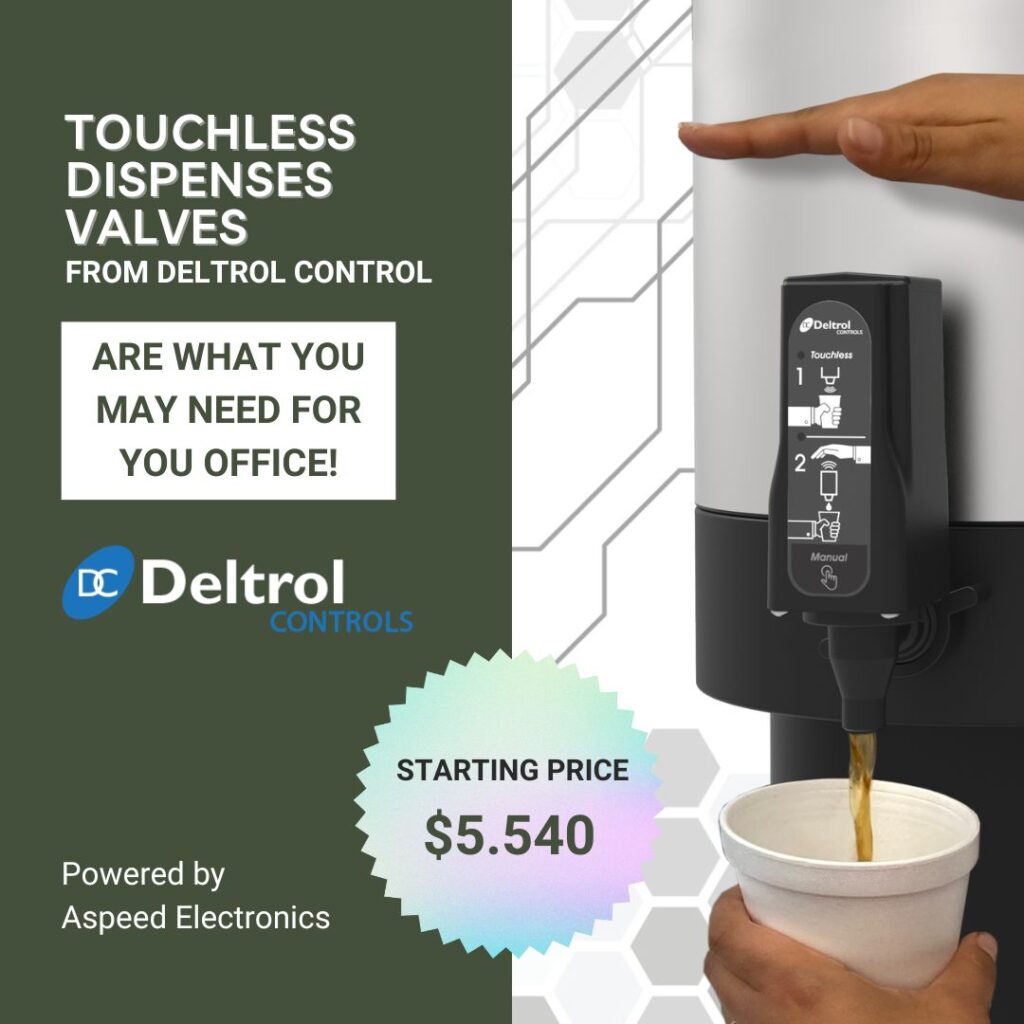 TOUCHLESS
DISPENSES
VALVES
FROM DELTROL CONTROL
ARE WHAT YOU
MAY NEED FOR
YOU OFFICE!
DC Deltrol
CONTROLS
STARTING PRICE
$5.540
Powered by
Aspeed Electronics
DC Deltrol
CONTROLS
Touchless
1
2
Manual